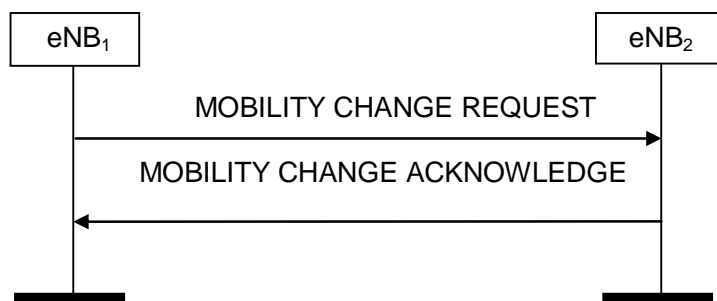 eNB₁ eNB₂
MOBILITY CHANGE REQUEST
MOBILITY CHANGE ACKNOWLEDGE